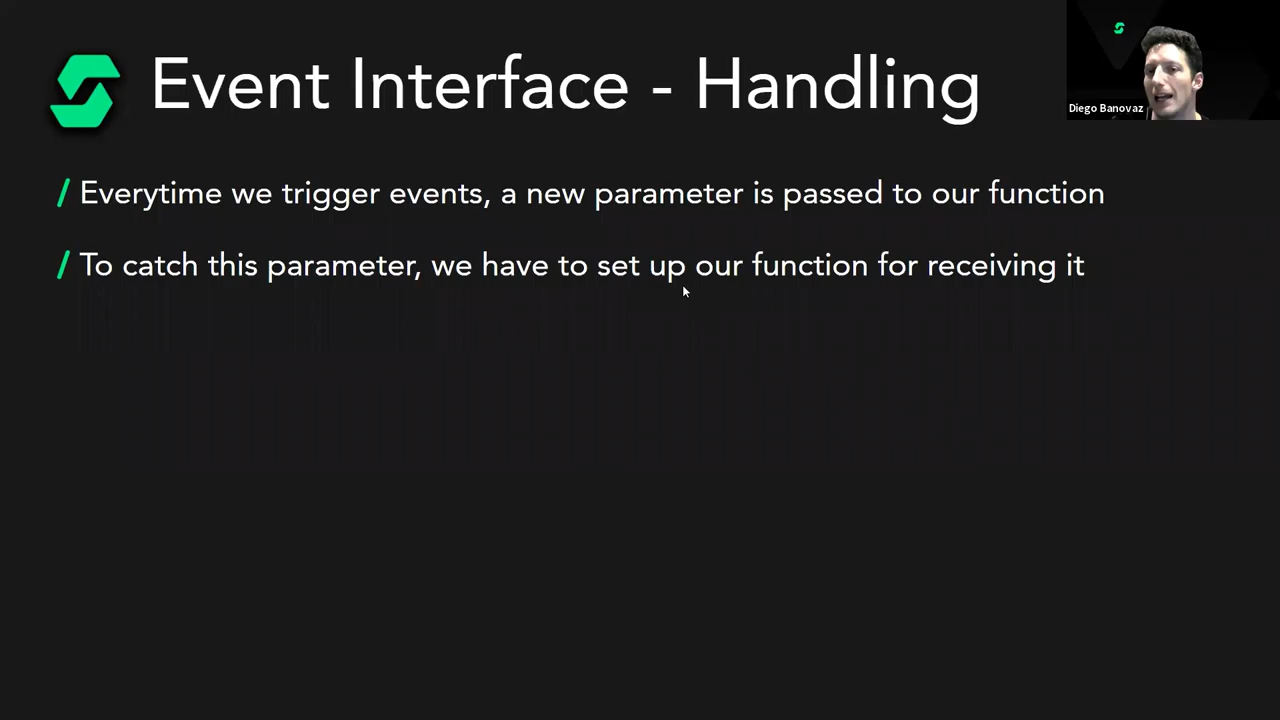 Event Interface - Handling
Diego Banovaz
/ Everytime we trigger events, a new parameter is passed to our function
/ To catch this parameter, we have to set up our function for receiving it